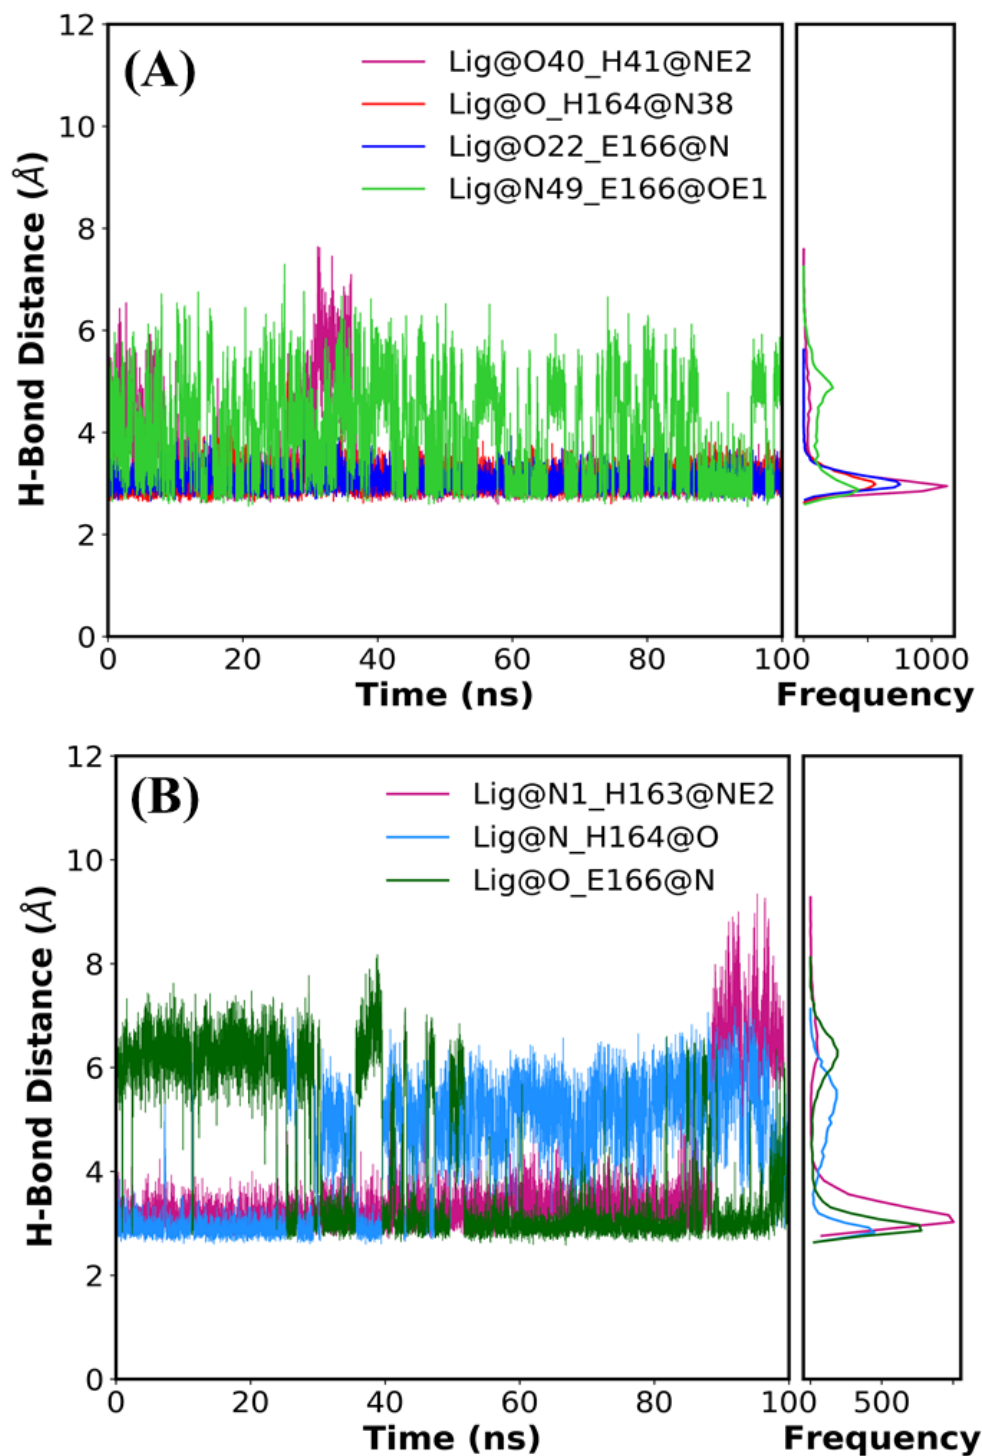 (A)
Lig@O40_H41@NE2
Lig@O_H164@N38
Lig@O22_E166@N
Lig@N49_E166@OE1
H-Bond Distance (Å)
12
10
8
6
4
2
0
0 20 40 60 80 100
Time (ns)
0 1000
Frequency
(B)
Lig@N1_H163@NE2
Lig@N_H164@O
Lig@O_E166@N
H-Bond Distance (Å)
12
10
8
6
4
2
0
0 20 40 60 80 100
Time (ns)
0 500
Frequency